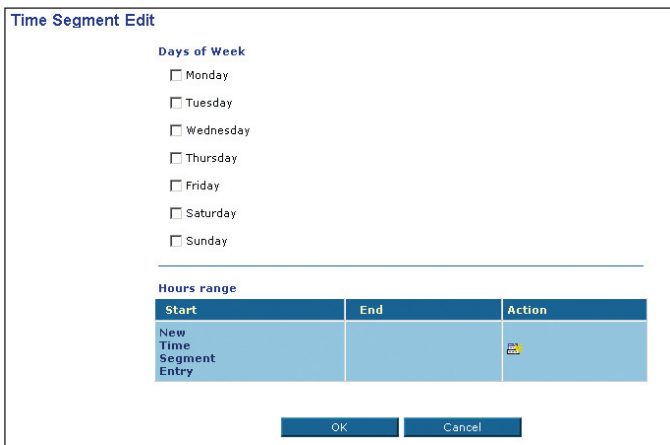 Time Segment Edit
Days of Week
Monday
Tuesday
Wednesday
Thursday
Friday
Saturday
Sunday
Hours range
Start End Action
New
Time
Segment
Entry
OK Cancel